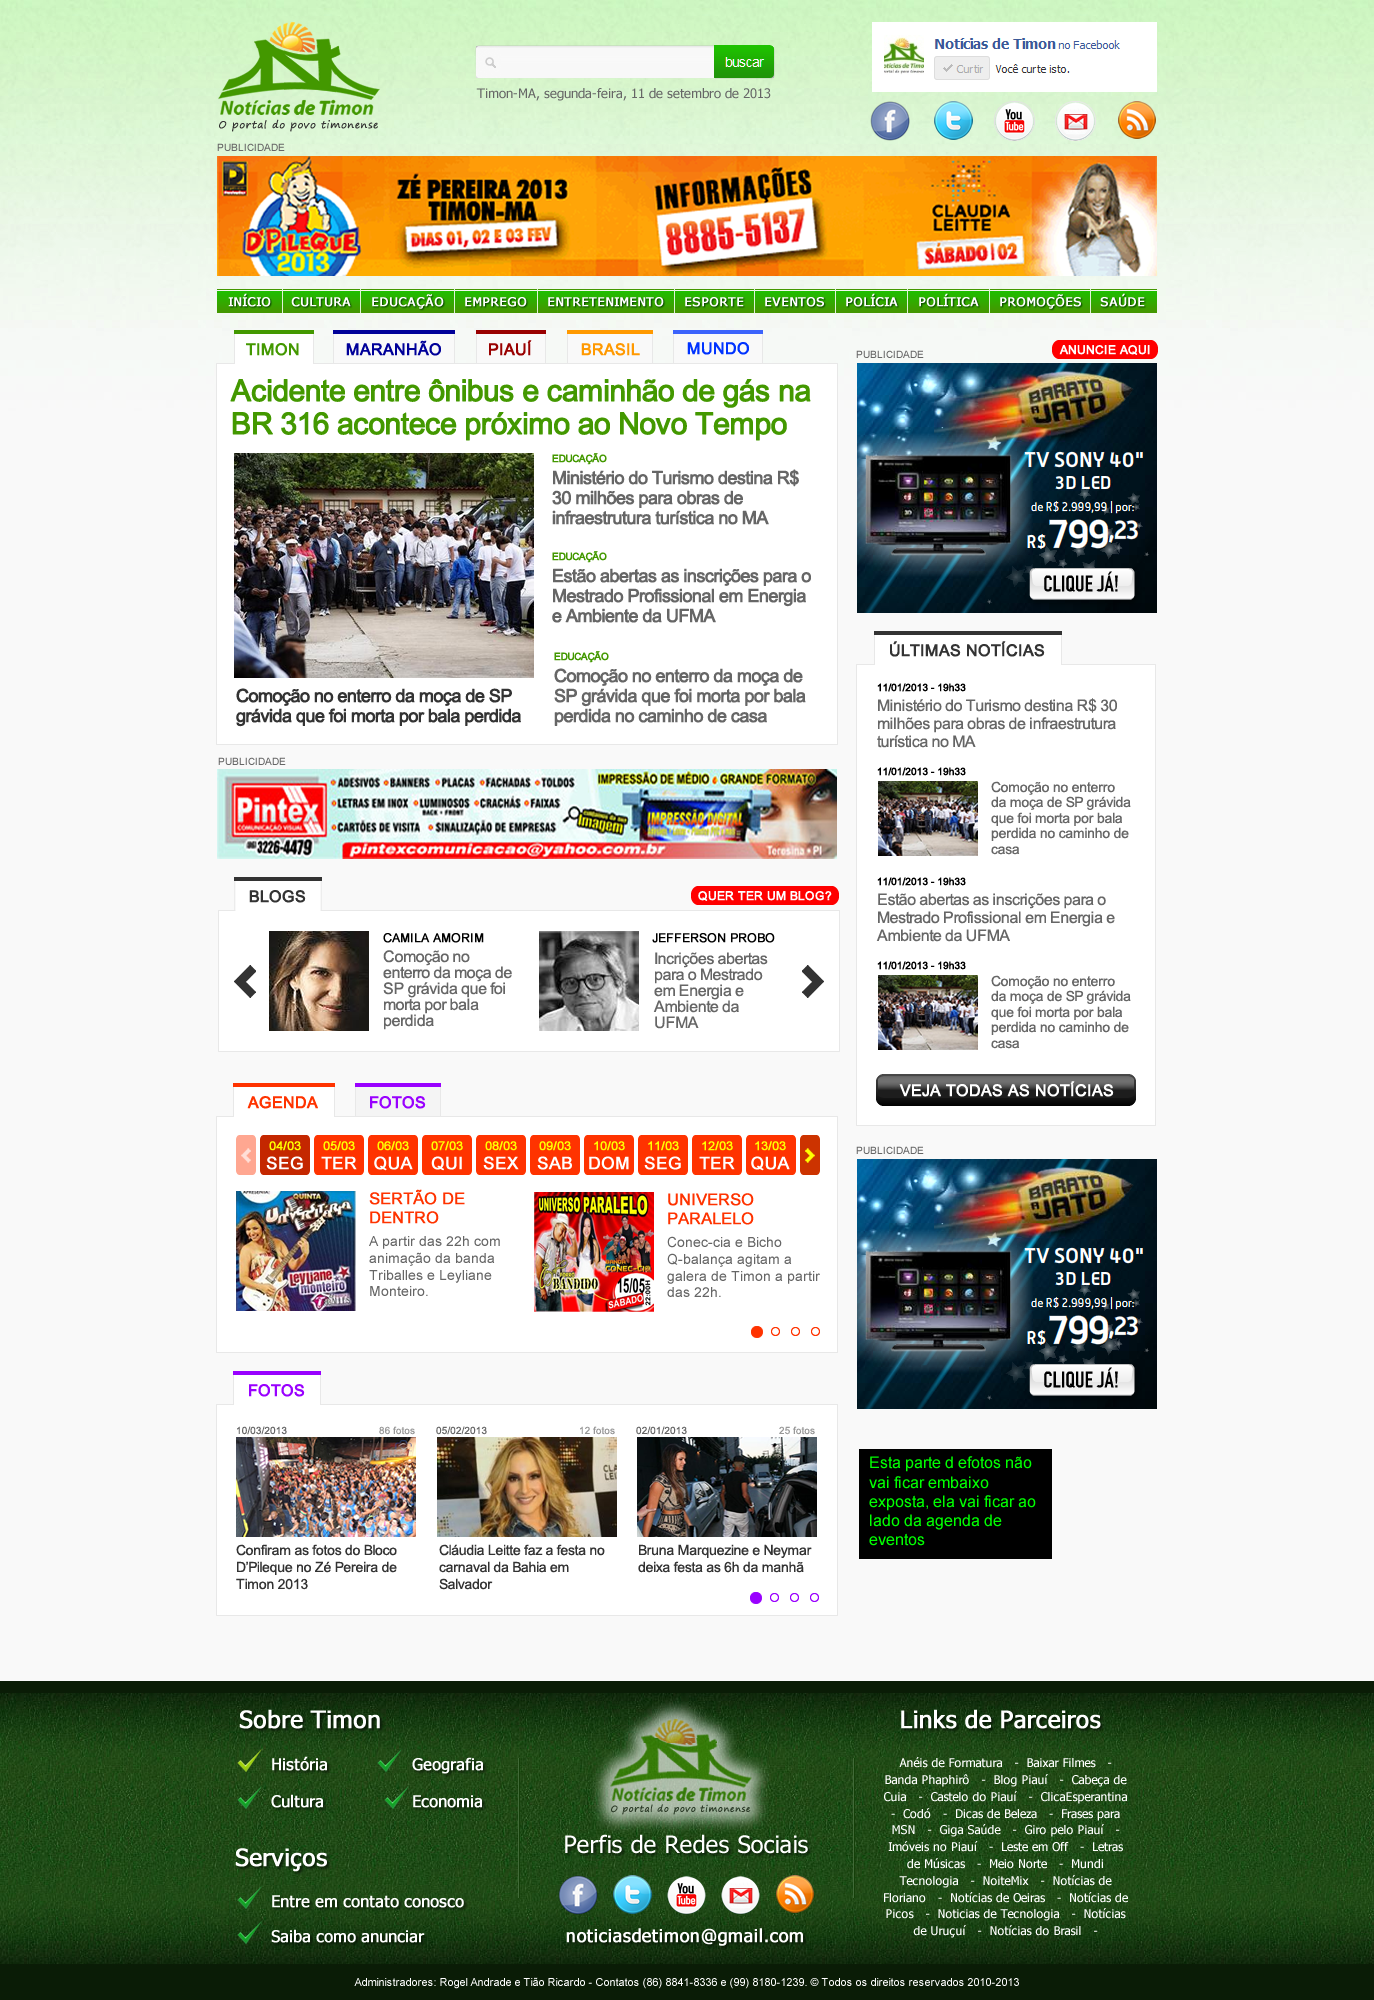 Notícias de Timon
O portal do povo timonense
buscar
Timon-MA, segunda-feira, 11 de setembro de 2013
Notícias de Timon no Facebook
Curtir Você curte isto.
PUBLICIDADE
D'PILEQUE
2013
ZÉ PEREIRA 2013
TIMON-MA
DIAS 01, 02 E 03 FEV
INFORMAÇÕES
8885-5137
CLAUDIA
LEITTE
SÁBADO | 02
INÍCIO CULTURA EDUCAÇÃO EMPREGO ENTRETENIMENTO ESPORTE EVENTOS POLÍCIA POLÍTICA PROMOÇÕES SAÚDE
TIMON MARANHÃO PIAUÍ BRASIL MUNDO
Acidente entre ônibus e caminhão de gás na
BR 316 acontece próximo ao Novo Tempo
Comoção no enterro da moça de SP
grávida que foi morta por bala perdida
EDUCAÇÃO
Ministério do Turismo destina R$
30 milhões para obras de
infraestrutura turística no MA
EDUCAÇÃO
Estão abertas as inscrições para o
Mestrado Profissional em Energia
e Ambiente da UFMA
EDUCAÇÃO
Comoção no enterro da moça de
SP grávida que foi morta por bala
perdida no caminho de casa
PUBLICIDADE
ANUNCIE AQUI
BARATO
A JATO
TV SONY 40"
3D LED
de R$ 2.999,99 | por:
R$ 799,23
CLIQUE JÁ!
PUBLICIDADE
Pintex
COMUNICAÇÃO VISUAL
(86) 3226-4479
• ADESIVOS • BANNERS • PLACAS • FACHADAS • TOLDOS
• LETRAS EM INOX • LUMINOSOS • CRACHÁS • FAIXAS
BACK • FRONT
• CARTÕES DE VISITA • SINALIZAÇÃO DE EMPRESAS
IMPRESSÃO DE MÉDIO E GRANDE FORMATO
Imagem
IMPRESSÃO DIGITAL
pintexcomunicacao@yahoo.com.br
Teresina • PI
ÚLTIMAS NOTÍCIAS
11/01/2013 - 19h33
Ministério do Turismo destina R$ 30
milhões para obras de infraestrutura
turística no MA
11/01/2013 - 19h33
Comoção no enterro
da moça de SP grávida
que foi morta por bala
perdida no caminho de
casa
11/01/2013 - 19h33
Estão abertas as inscrições para o
Mestrado Profissional em Energia e
Ambiente da UFMA
11/01/2013 - 19h33
Comoção no enterro
da moça de SP grávida
que foi morta por bala
perdida no caminho de
casa
VEJA TODAS AS NOTÍCIAS
BLOGS
QUER TER UM BLOG?
CAMILA AMORIM
Comoção no
enterro da moça de
SP grávida que foi
morta por bala
perdida
JEFFERSON PROBO
Incrições abertas
para o Mestrado
em Energia e
Ambiente da
UFMA
AGENDA FOTOS
04/03 05/03 06/03 07/03 08/03 09/03 10/03 11/03 12/03 13/03
SEG TER QUA QUI SEX SAB DOM SEG TER QUA
APRESENTA:
QUINTA
UNIVERSITÁRIA
leyliane
monteiro
SERTÃO DE
DENTRO
A partir das 22h com
animação da banda
Triballes e Leyliane
Monteiro.
UNIVERSO PARALELO
BANDIDO
CONEC-CIA
15/05
SÁBADO
22:00H
UNIVERSO
PARALELO
Conec-cia e Bicho
Q-balança agitam a
galera de Timon a partir
das 22h.
PUBLICIDADE
BARATO
A JATO
TV SONY 40"
3D LED
de R$ 2.999,99 | por:
R$ 799,23
CLIQUE JÁ!
FOTOS
10/03/2013 86 fotos
Confiram as fotos do Bloco
D'Pileque no Zé Pereira de
Timon 2013
05/02/2013 12 fotos
Cláudia Leitte faz a festa no
carnaval da Bahia em
Salvador
02/01/2013 25 fotos
Bruna Marquezine e Neymar
deixa festa as 6h da manhã
Esta parte d efotos não
vai ficar embaixo
exposta, ela vai ficar ao
lado da agenda de
eventos
Sobre Timon
História Geografia
Cultura Economia
Serviços
Entre em contato conosco
Saiba como anunciar
Notícias de Timon
O portal do povo timonense
Perfis de Redes Sociais
noticiasdetimon@gmail.com
Links de Parceiros
Anéis de Formatura - Baixar Filmes -
Banda Phaphirô - Blog Piauí - Cabeça de
Cuia - Castelo do Piauí - ClicaEsperantina
- Codó - Dicas de Beleza - Frases para
MSN - Giga Saúde - Giro pelo Piauí -
Imóveis no Piauí - Leste em Off - Letras
de Músicas - Meio Norte - Mundi
Tecnologia - NoiteMix - Notícias de
Floriano - Notícias de Oeiras - Notícias de
Picos - Noticias de Tecnologia - Notícias
de Uruçuí - Notícias do Brasil -
Administradores: Rogel Andrade e Tião Ricardo - Contatos (86) 8841-8336 e (99) 8180-1239. © Todos os direitos reservados 2010-2013